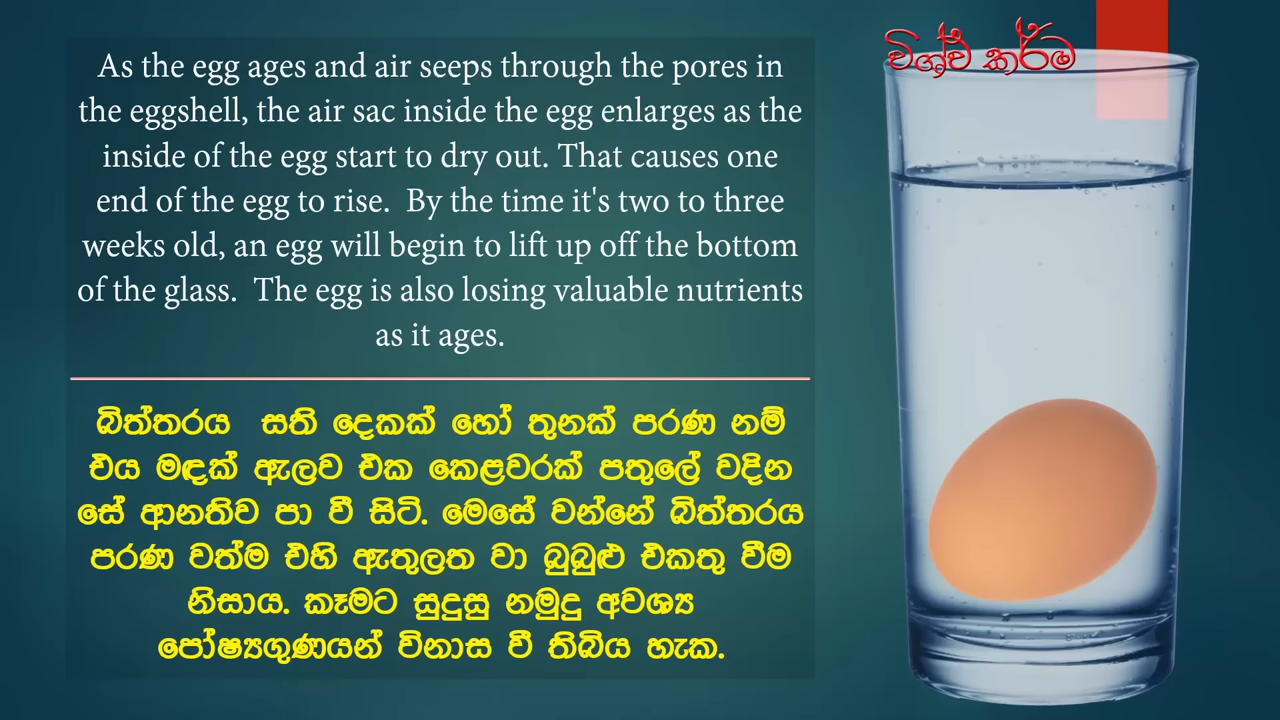 විශ්ව කර්ම
As the egg ages and air seeps through the pores in
the eggshell, the air sac inside the egg enlarges as the
inside of the egg start to dry out. That causes one
end of the egg to rise.  By the time it's two to three
weeks old, an egg will begin to lift up off the bottom
of the glass.  The egg is also losing valuable nutrients
as it ages.
බිත්තරය  සති දෙකක් හෝ තුනක් පරණ නම්
එය මඳක් ඇලව එක කෙළවරක් පතුලේ වදින
සේ ආනතිව පා වී සිටි. මෙසේ වන්නේ බිත්තරය
පරණ වත්ම එහි ඇතුලත වා බුබුළු එකතු වීම
නිසාය. කෑමට සුදුසු නමුදු අවශ්‍ය
පෝෂ්‍යගුණයන් විනාස වී තිබිය හැක.